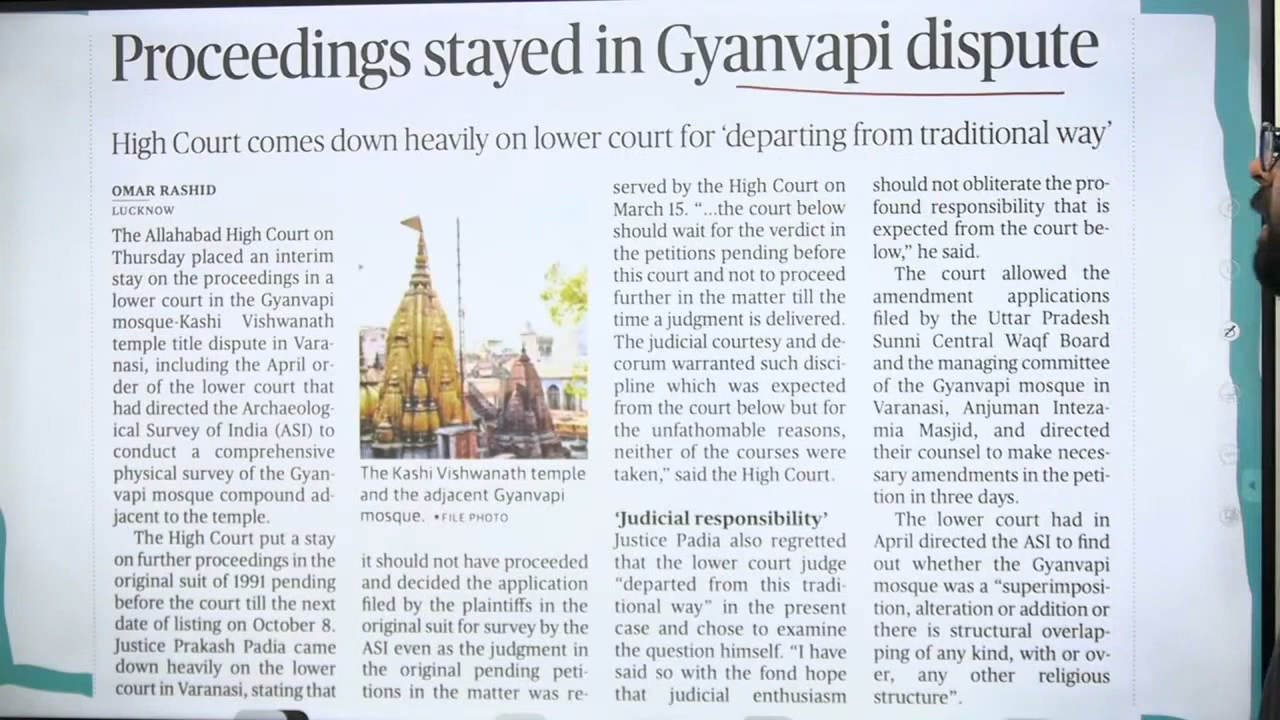 Proceedings stayed in Gyanvapi dispute
High Court comes down heavily on lower court for ‘departing from traditional way’
OMAR RASHID
LUCKNOW
The Allahabad High Court on
Thursday placed an interim
stay on the proceedings in a
lower court in the Gyanvapi
mosque-Kashi Vishwanath
temple title dispute in Vara-
nasi, including the April or-
der of the lower court that
had directed the Archaeolog-
ical Survey of India (ASI) to
conduct a comprehensive
physical survey of the Gyan-
vapi mosque compound ad-
jacent to the temple.
The High Court put a stay
on further proceedings in the
original suit of 1991 pending
before the court till the next
date of listing on October 8.
Justice Prakash Padia came
down heavily on the lower
court in Varanasi, stating that
The Kashi Vishwanath temple
and the adjacent Gyanvapi
mosque. •FILE PHOTO
it should not have proceeded
and decided the application
filed by the plaintiffs in the
original suit for survey by the
ASI even as the judgment in
the original pending peti-
tions in the matter was re-
served by the High Court on
March 15. “...the court below
should wait for the verdict in
the petitions pending before
this court and not to proceed
further in the matter till the
time a judgment is delivered.
The judicial courtesy and de-
corum warranted such disci-
pline which was expected
from the court below but for
the unfathomable reasons,
neither of the courses were
taken,” said the High Court.
‘Judicial responsibility’
Justice Padia also regretted
that the lower court judge
“departed from this tradi-
tional way” in the present
case and chose to examine
the question himself. “I have
said so with the fond hope
that judicial enthusiasm
should not obliterate the pro-
found responsibility that is
expected from the court be-
low,” he said.
The court allowed the
amendment applications
filed by the Uttar Pradesh
Sunni Central Waqf Board
and the managing committee
of the Gyanvapi mosque in
Varanasi, Anjuman Inteza-
mia Masjid, and directed
their counsel to make neces-
sary amendments in the peti-
tion in three days.
The lower court had in
April directed the ASI to find
out whether the Gyanvapi
mosque was a “superimposi-
tion, alteration or addition or
there is structural overlap-
ping of any kind, with or ov-
er, any other religious
structure”.